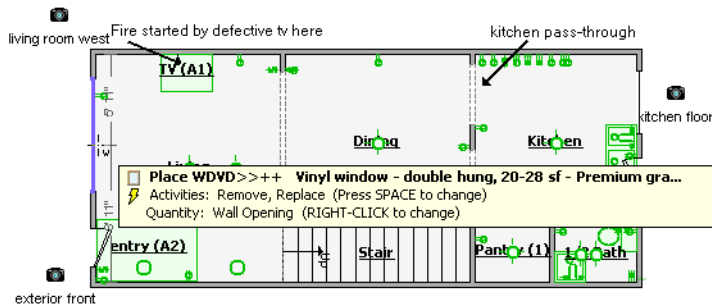 Fire started by defective tv here
living room west
kitchen pass-through
TV (A1)
kitchen floor
Dining
Kitchen
Place WDVD>>++ Vinyl window - double hung, 20-28 sf - Premium gra...
Activities: Remove, Replace (Press SPACE to change)
Quantity: Wall Opening (RIGHT-CLICK to change)
entry (A2)
Up
Stair
Pantry (1)
1/2 Bath
exterior front